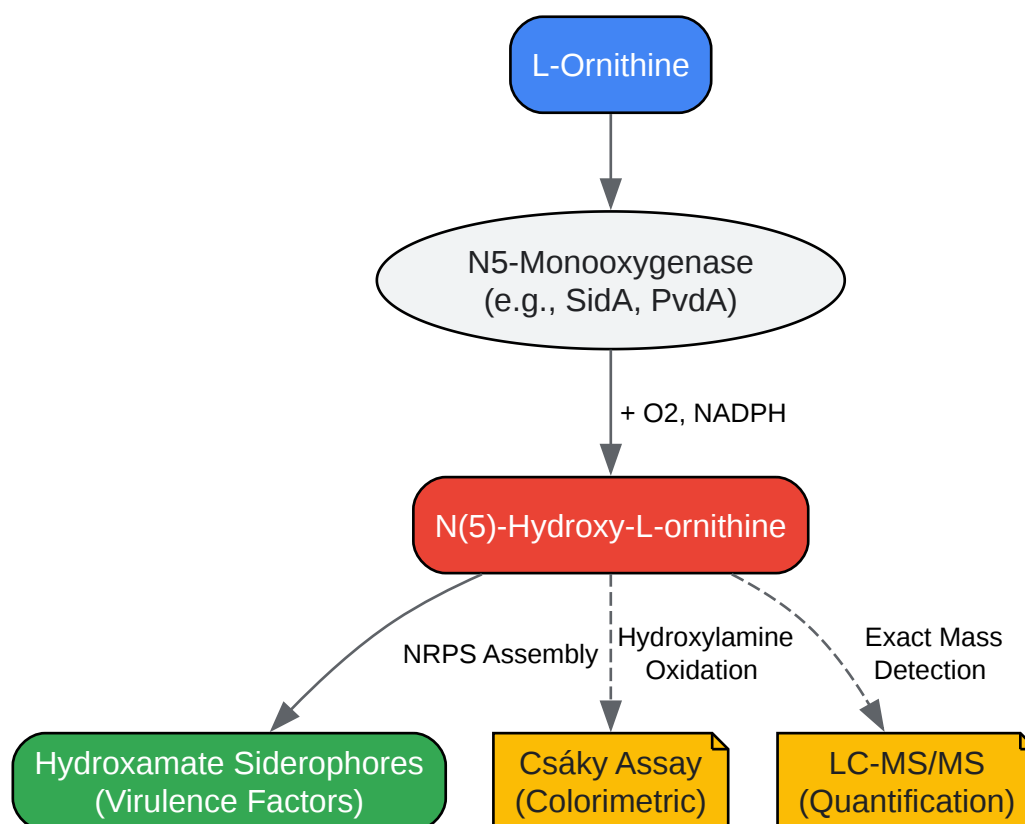 L-Ornithine
N5-Monooxygenase
(e.g., SidA, PvdA)
+ O2, NADPH
N(5)-Hydroxy-L-ornithine
NRPS Assembly
Hydroxylamine
Oxidation
Exact Mass
Detection
Hydroxamate Siderophores
(Virulence Factors)
Csáky Assay
(Colorimetric)
LC-MS/MS
(Quantification)